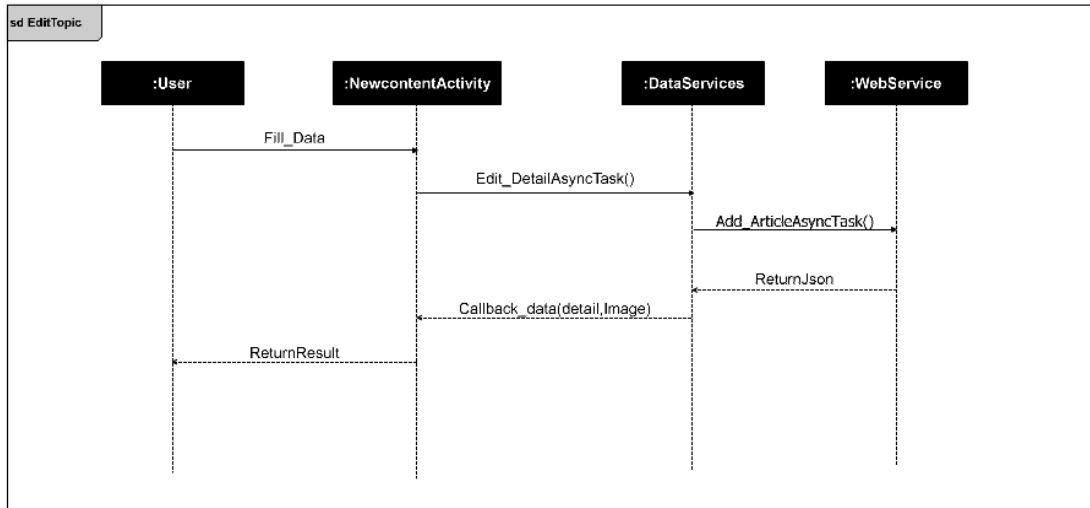 sd EditTopic
:User
:NewcontentActivity
:DataServices
:WebService
Fill_Data
Edit_DetailAsyncTask()
Add_ArticleAsyncTask()
ReturnJson
Callback_data(detail,Image)
ReturnResult